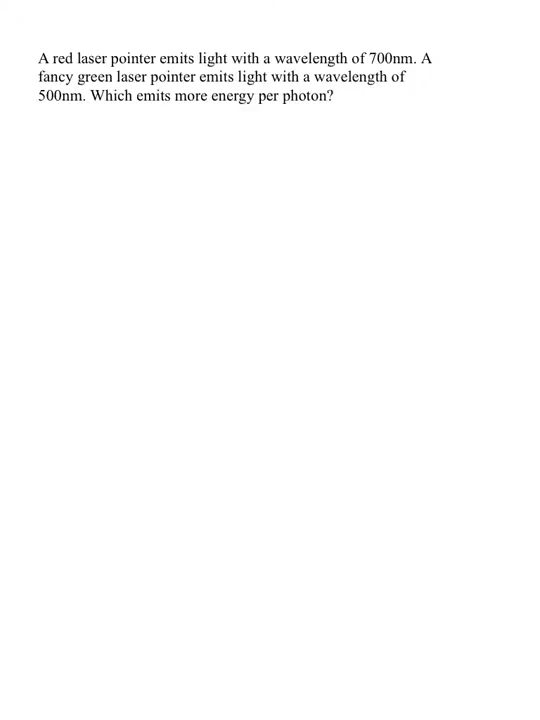 A red laser pointer emits light with a wavelength of 700nm. A
fancy green laser pointer emits light with a wavelength of
500nm. Which emits more energy per photon?